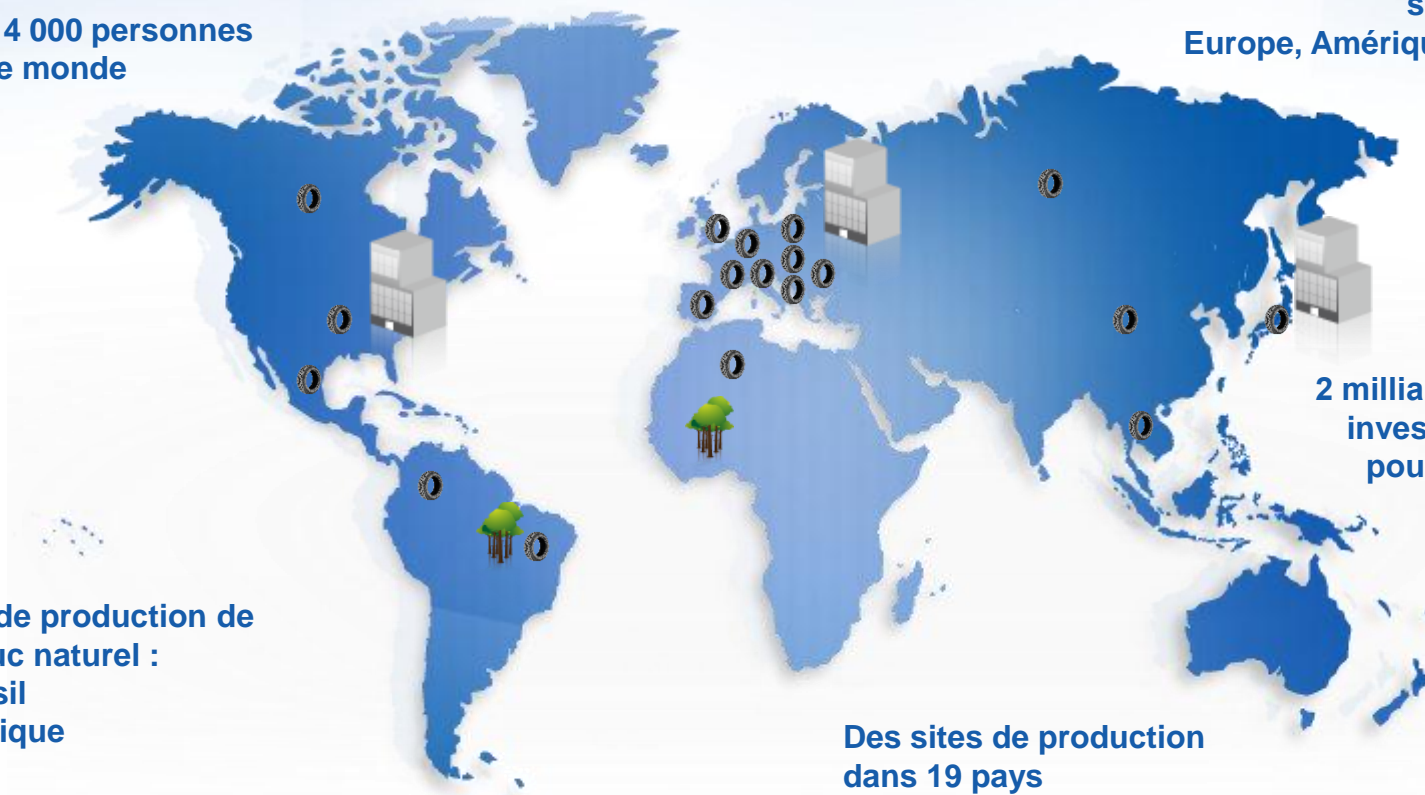 4 000 personnes
e monde
s
Europe, Amériqu
2 millia
inves
pou
de production de
uc naturel :
sil
ique
Des sites de production
dans 19 pays